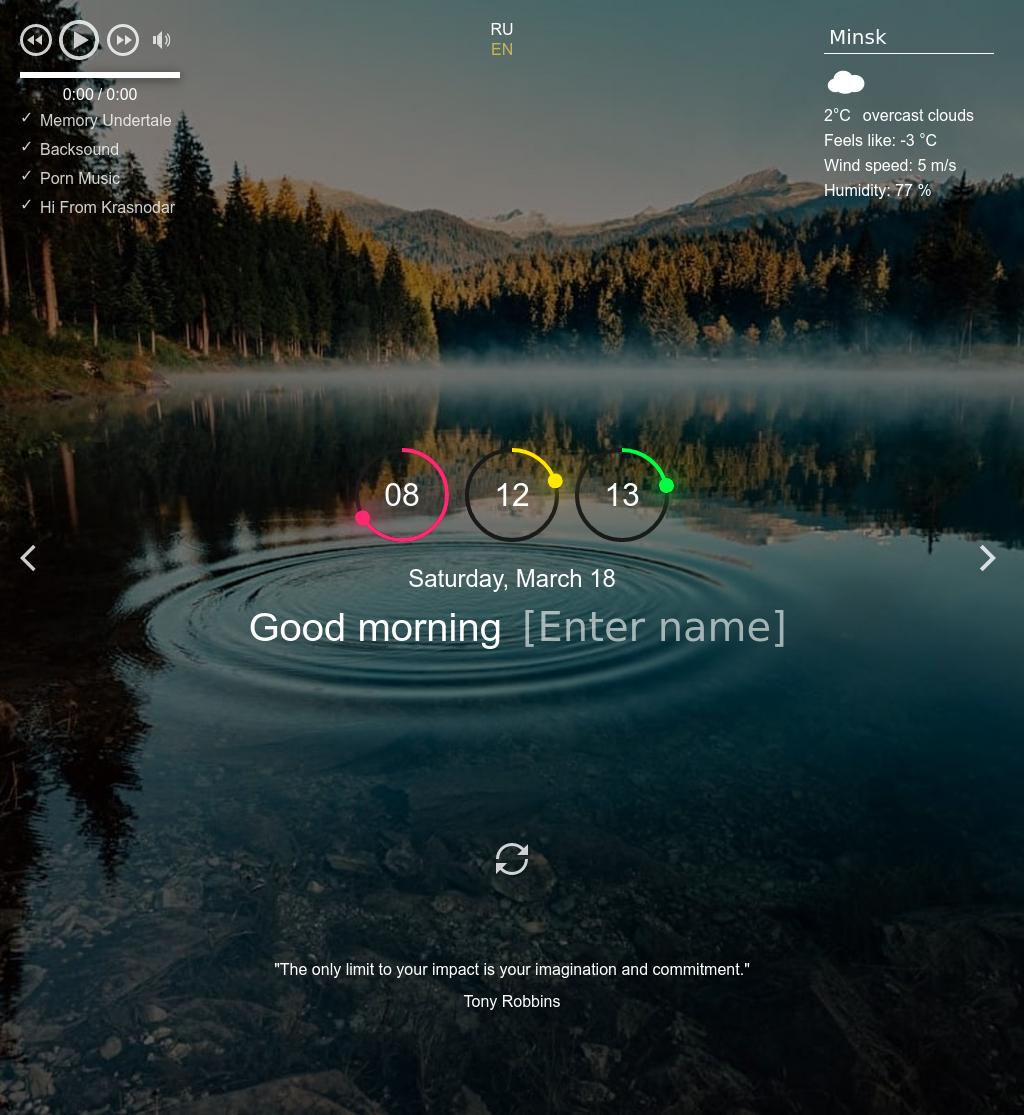 RU
EN
0:00 / 0:00
Memory Undertale
Backsound
Porn Music
Hi From Krasnodar
Minsk
2°C overcast clouds
Feels like: -3 °C
Wind speed: 5 m/s
Humidity: 77 %
08 12 13
Saturday, March 18
Good morning [Enter name]
"The only limit to your impact is your imagination and commitment."
Tony Robbins